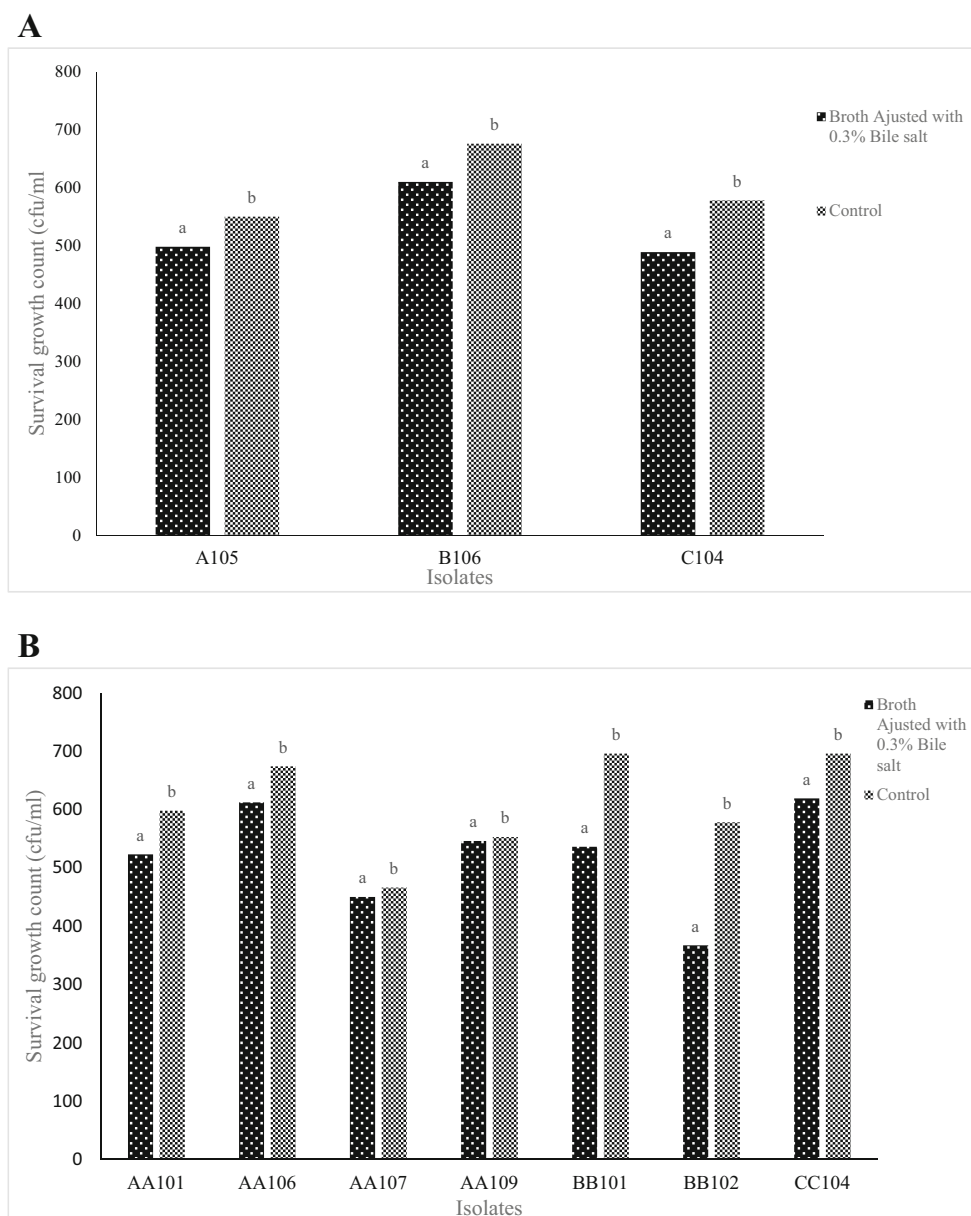 A
800
700
600
500
400
300
200
100
0
Survival growth count (cfu/ml
a
b
a
b
a
b
A105
B106
C104
Isolates
Broth Ajusted with
0.3% Bile salt
Control
B
800
700
600
500
400
300
200
100
0
Survival growth count (cfu/ml)
a
b
a
b
a
b
a
b
a
b
a
b
a
b
AA101
AA106
AA107
AA109
BB101
BB102
CC104
Isolates
Broth
Ajusted with
0.3% Bile
salt
Control